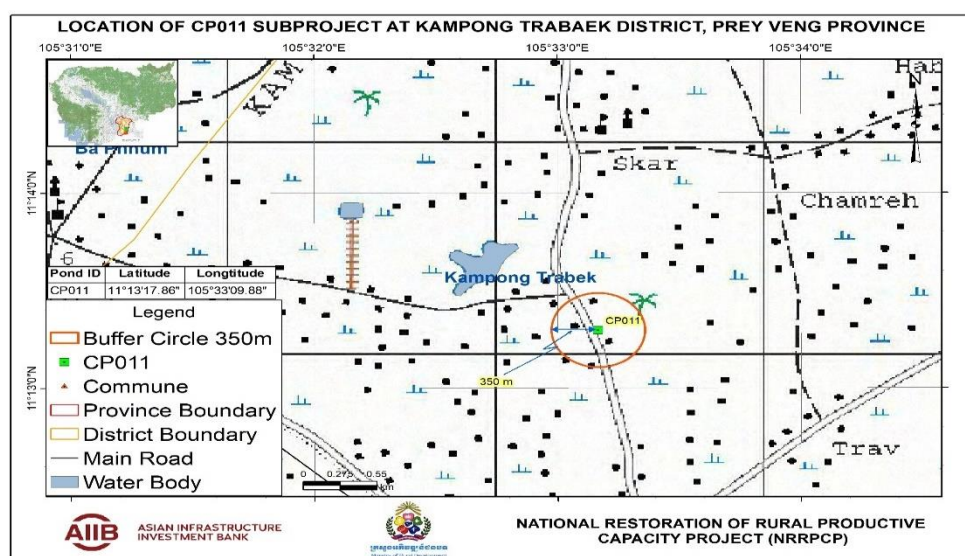 LOCATION OF CP011 SUBPROJECT AT KAMPONG TRABAEK DISTRICT, PREY VENG PROVINCE
105°31'0"E 105°32'0"E 105°33'0"E 105°34'0"E
KAM
Skar
Chamreh
11°14'0"N
6
Kampong Trabek
Pond ID Latitude Longtitude
CP011 11°13'17.86" 105°33'09.88"
CP011
350 m
11°13'0"N
Trav
Legend
Buffer Circle 350m
CP011
Commune
Province Boundary
District Boundary
Main Road
Water Body
0 0.275 0.55
km
AIIB ASIAN INFRASTRUCTURE
INVESTMENT BANK
NATIONAL RESTORATION OF RURAL PRODUCTIVE
CAPACITY PROJECT (NRRPCP)